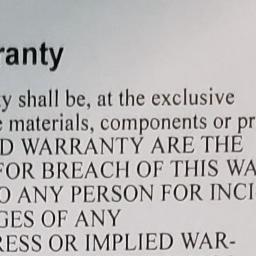 ranty
y shall be, at the exclusive
materials, components or pr
D WARRANTY ARE THE
FOR BREACH OF THIS WA
O ANY PERSON FOR INCI
GES OF ANY
RESS OR IMPLIED WAR-